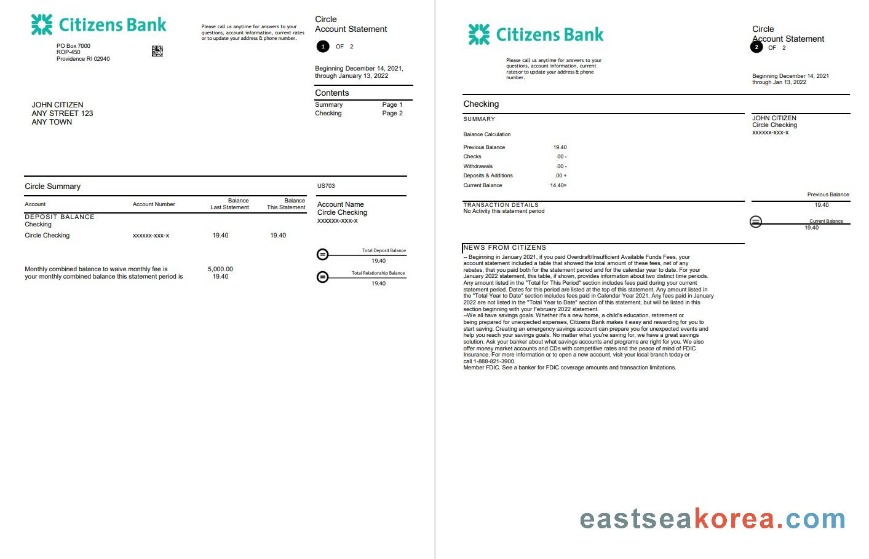 Citizens Bank
PO Box 7000
ROP-450
Providence RI 02940
Please call us anytime for answers to your
questions, account information, current rates
or to update your address & phone number.
Circle
Account Statement
1 OF 2
Beginning December 14, 2021,
through January 13, 2022
Contents
Summary Page 1
Checking Page 2
JOHN CITIZEN
ANY STREET 123
ANY TOWN
Circle Summary
US703
Account Account Number Balance Last Statement Balance This Statement
DEPOSIT BALANCE
Checking
Circle Checking xxxxxx-xxx-x 19.40 19.40
Monthly combined balance to waive monthly fee is 5,000.00
your monthly combined balance this statement period is 19.40
Account Name
Circle Checking
xxxxxx-xxx-x
Total Deposit Balance
19.40
Total Relationship Balance
19.40
Citizens Bank
Please call us anytime for answers to your
questions, account information, current
ratesor to update your address & phone
number.
Circle
Account Statement
2 OF 2
Beginning December 14, 2021
through Jan 13, 2022
Checking
SUMMARY
Balance Calculation
Previous Balance 19.40
Checks .00 -
Withdrawals .00 -
Deposits & Additions .00 +
Current Balance 14.40=
JOHN CITIZEN
Circle Checking
xxxxxx-xxx-x
Previous Balance
19.40
Current Balance
19.40
TRANSACTION DETAILS
No Activity this statement period
NEWS FROM CITIZENS
-- Beginning in January 2021, if you paid Overdraft/Insufficient Available Funds Fees, your
account statement included a table that showed the total amount of these fees, net of any
rebates, that you paid both for the statement period and for the calendar year to date. For your
January 2022 statement, this table, if shown, provides information about two distinct time periods.
Any amount listed in the "Total for This Period" section includes fees paid during your current
statement period. Dates for this period are listed at the top of this statement. Any amount listed in
the "Total Year to Date" section includes fees paid in Calendar Year 2021. Any fees paid in January
2022 are not listed in the "Total Year to Date" section of this statement, but will be listed in this
section beginning with your February 2022 statement.
--We all have savings goals. Whether it's a new home, a child's education, retirement or
being prepared for unexpected expenses, Citizens Bank makes it easy and rewarding for you to
start saving. Creating an emergency savings account can prepare you for unexpected events and
help you reach your savings goals. No matter what you're saving for, we have a great savings
solution. Ask your banker about what savings accounts and programs are right for you. We also
offer money market accounts and CDs with competitive rates and the peace of mind of FDIC
Insurance. For more information or to open a new account, visit your local branch today or
call 1-888-821-3900.
Member FDIC. See a banker for FDIC coverage amounts and transaction limitations.
eastseakorea.com